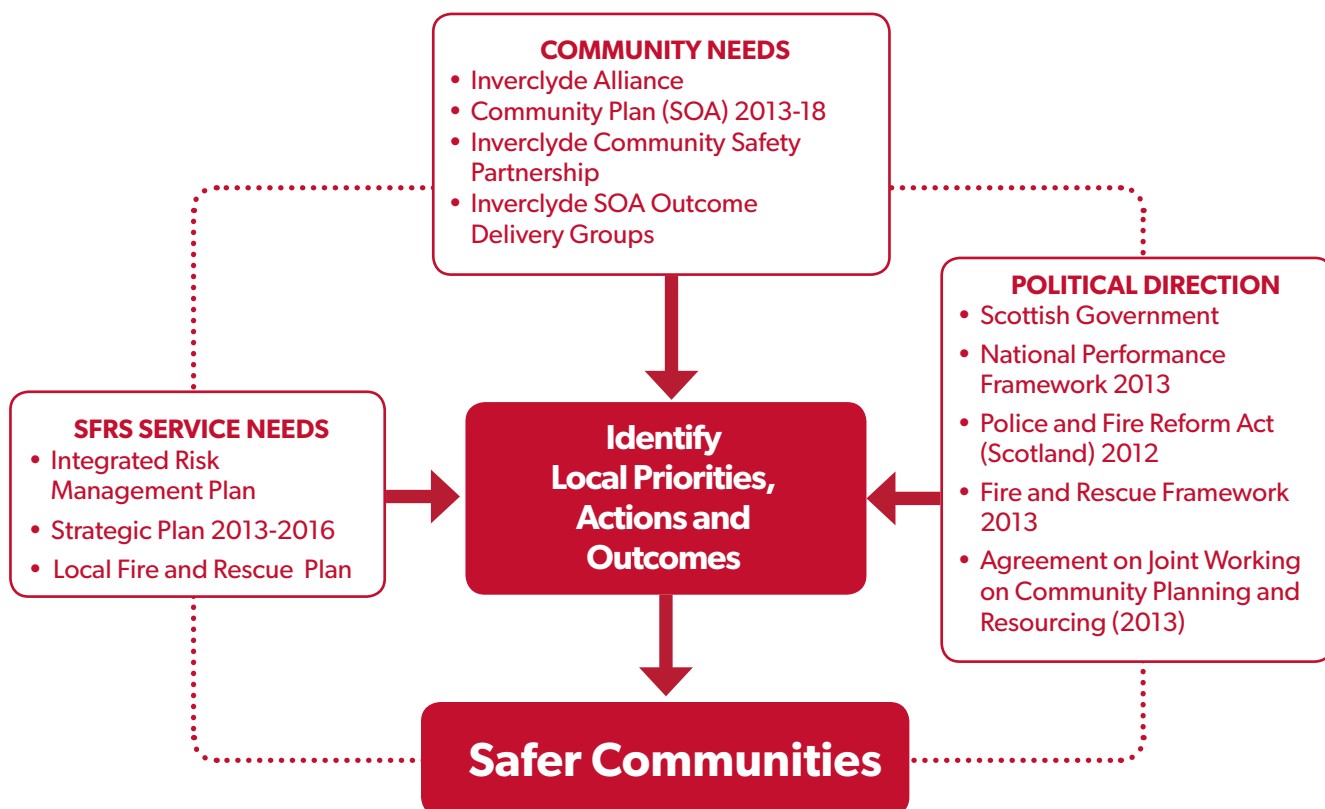 COMMUNITY NEEDS
• Inverclyde Alliance
• Community Plan (SOA) 2013-18
• Inverclyde Community Safety
Partnership
• Inverclyde SOA Outcome
Delivery Groups
POLITICAL DIRECTION
• Scottish Government
• National Performance
Framework 2013
• Police and Fire Reform Act
(Scotland) 2012
• Fire and Rescue Framework
2013
• Agreement on Joint Working
on Community Planning and
Resourcing (2013)
SFRS SERVICE NEEDS
• Integrated Risk
Management Plan
• Strategic Plan 2013-2016
• Local Fire and Rescue Plan
Identify
Local Priorities,
Actions and
Outcomes
Safer Communities